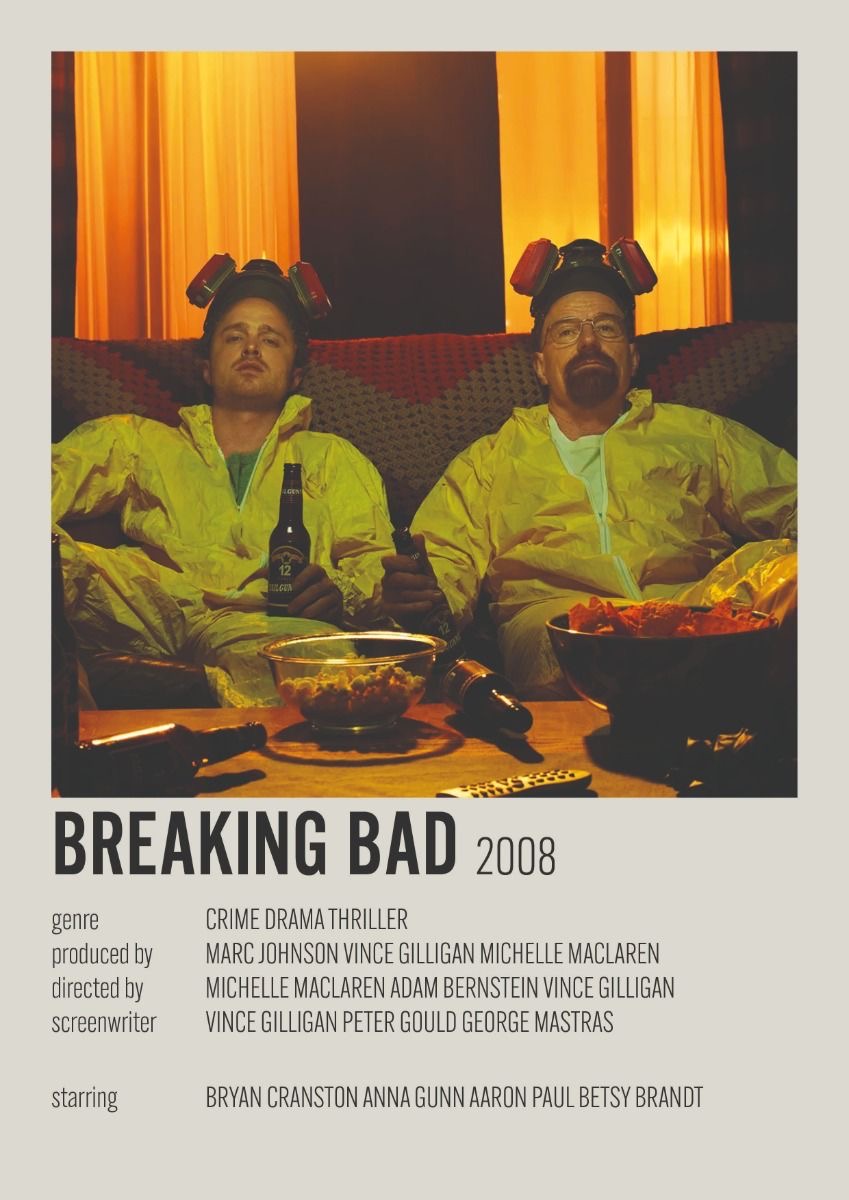 12
BREAKING BAD 2008
genre CRIME DRAMA THRILLER
produced by MARC JOHNSON VINCE GILLIGAN MICHELLE MACLAREN
directed by MICHELLE MACLAREN ADAM BERNSTEIN VINCE GILLIGAN
screenwriter VINCE GILLIGAN PETER GOULD GEORGE MASTRAS
starring BRYAN CRANSTON ANNA GUNN AARON PAUL BETSY BRANDT